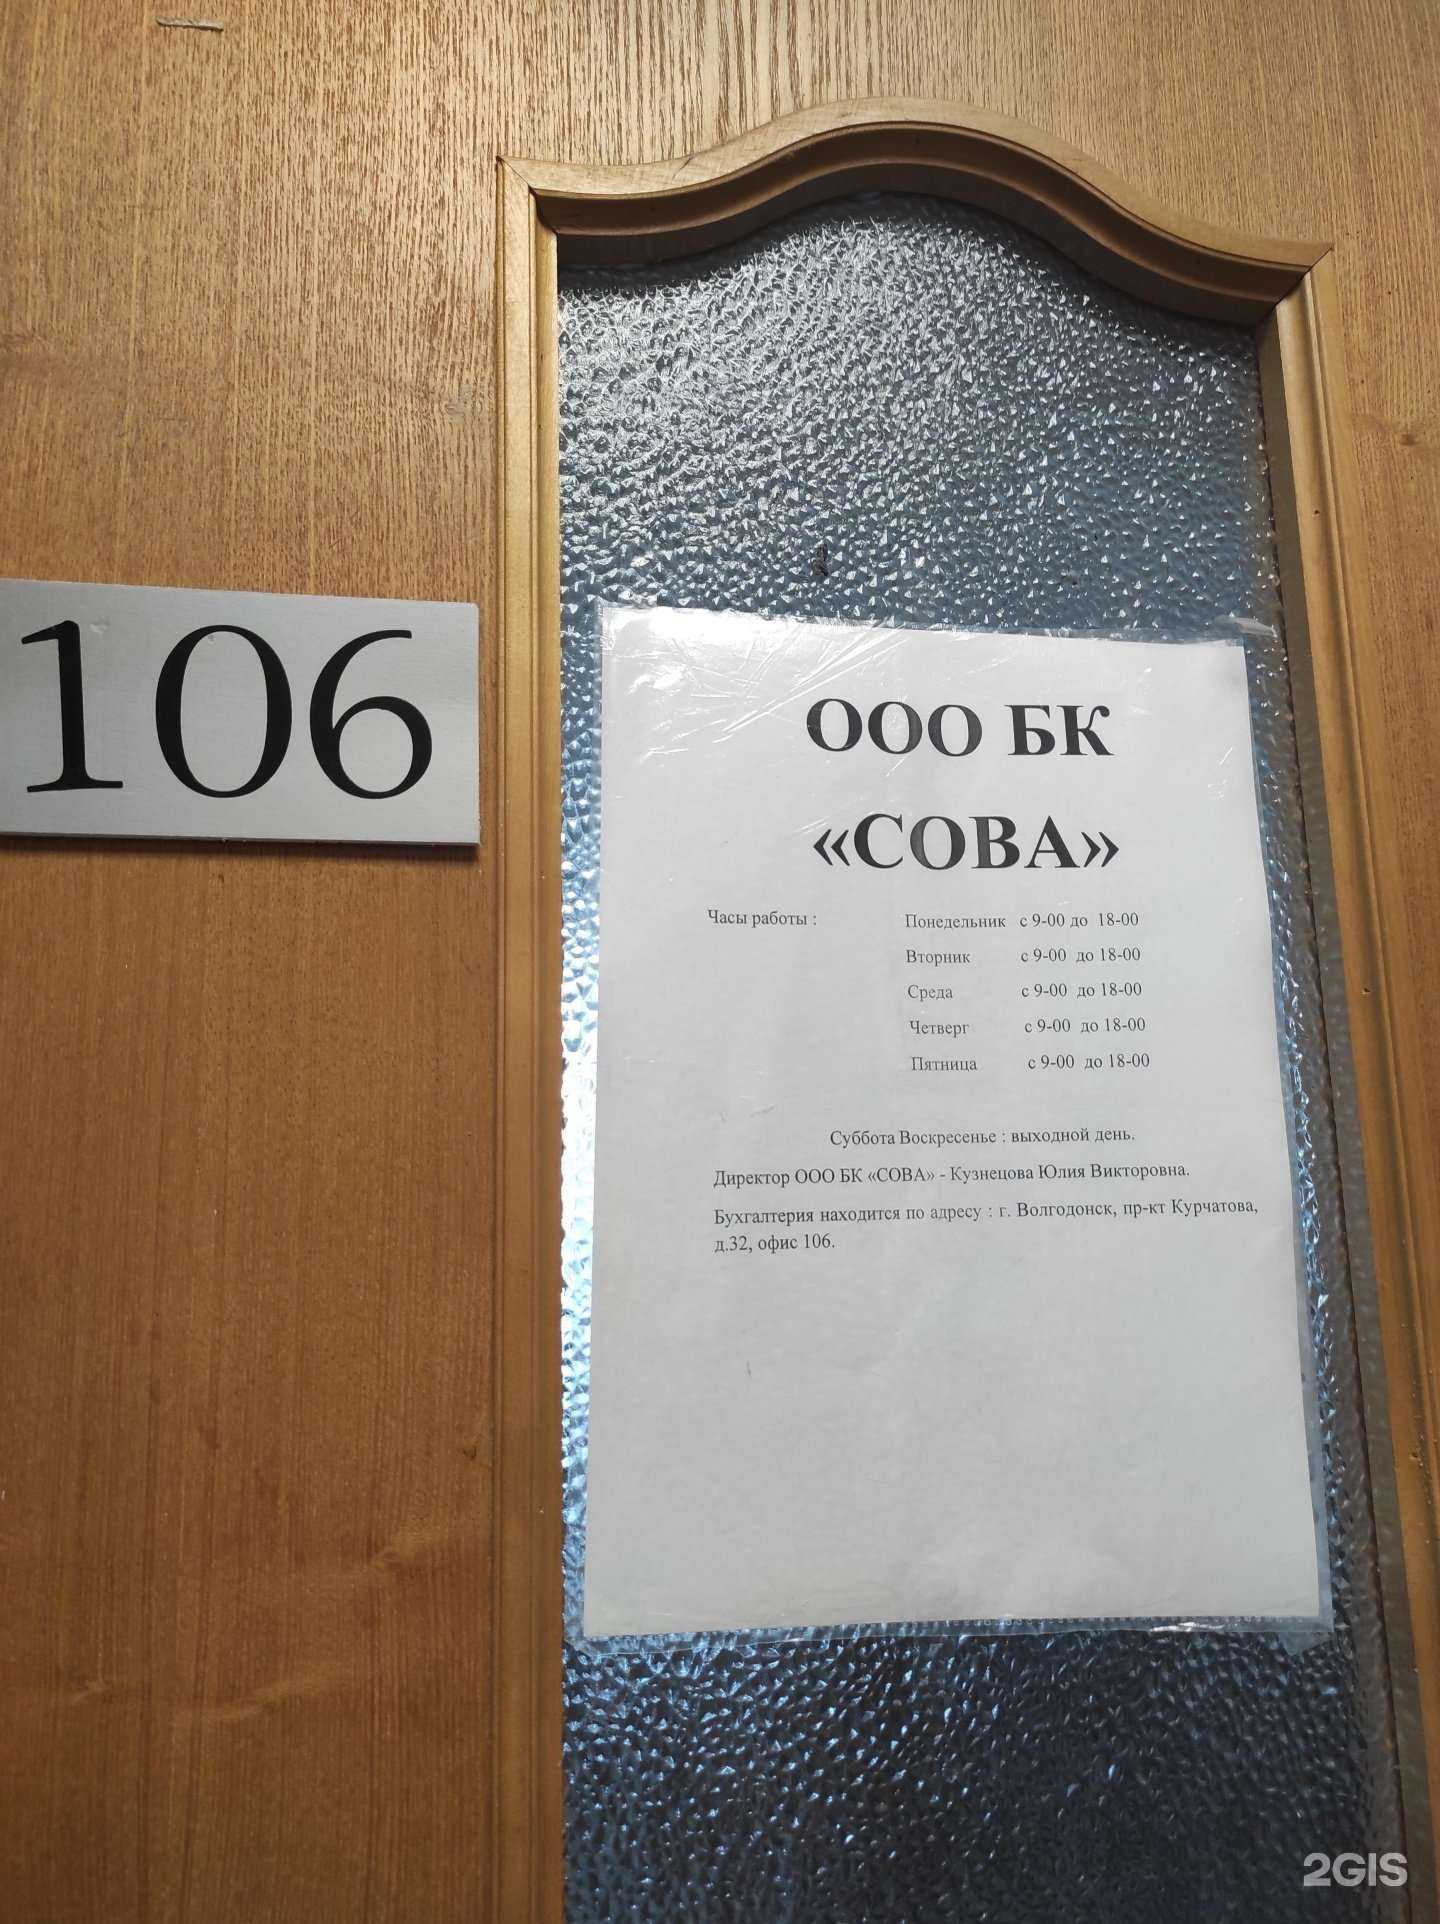 106
ООО БК
«СОВА»
Часы работы : Понедельник с 9-00 до 18-00
Вторник с 9-00 до 18-00
Среда с 9-00 до 18-00
Четверг с 9-00 до 18-00
Пятница с 9-00 до 18-00
Суббота Воскресенье : выходной день.
Директор ООО БК «СОВА» - Кузнецова Юлия Викторовна.
Бухгалтерия находится по адресу : г. Волгодонск, пр-кт Курчатова,
д.32, офис 106.
2GIS